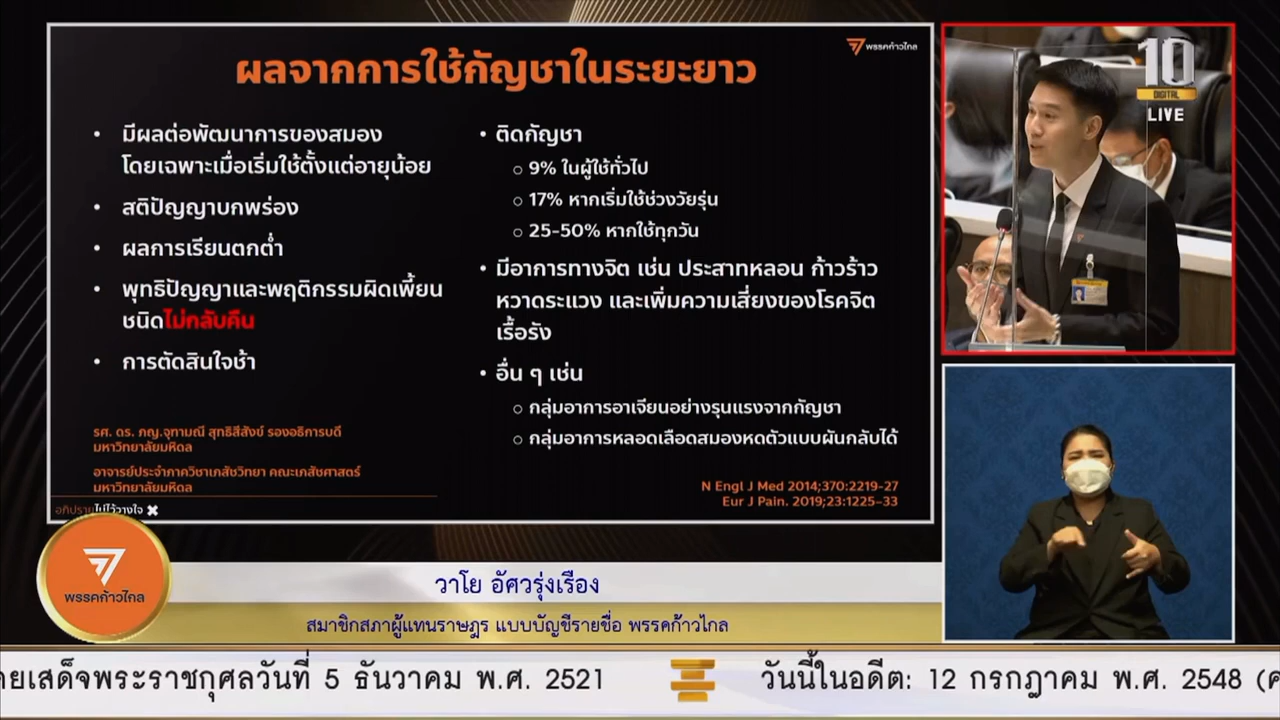 พรรคก้าวไกล
ผลจากการใช้กัญชาในระยะยาว
• มีผลต่อพัฒนาการของสมอง
โดยเฉพาะเมื่อเริ่มใช้ตั้งแต่อายุน้อย
• สติปัญญาบกพร่อง
• ผลการเรียนตกต่ำ
• พุทธิปัญญาและพฤติกรรมผิดเพี้ยน
ชนิดไม่กลับคืน
• การตัดสินใจช้า
รศ. ดร. ภญ.จุฑามณี สุทธิสีสังข์ รองอธิการบดี
มหาวิทยาลัยมหิดล
อาจารย์ประจำภาควิชาเภสัชวิทยา คณะเภสัชศาสตร์
มหาวิทยาลัยมหิดล
• ติดกัญชา
○ 9% ในผู้ใช้ทั่วไป
○ 17% หากเริ่มใช้ช่วงวัยรุ่น
○ 25-50% หากใช้ทุกวัน
• มีอาการทางจิต เช่น ประสาทหลอน ก้าวร้าว
หวาดระแวง และเพิ่มความเสี่ยงของโรคจิต
เรื้อรัง
• อื่น ๆ เช่น
○ กลุ่มอาการอาเจียนอย่างรุนแรงจากกัญชา
○ กลุ่มอาการหลอดเลือดสมองหดตัวแบบผันกลับได้
N Engl J Med 2014;370:2219-27
Eur J Pain. 2019;23:1225-33
อภิปรายไม่ไว้วางใจ
10
DIGITAL
LIVE
พรรคก้าวไกล
วาโย อัศวรุ่งเรือง
สมาชิกสภาผู้แทนราษฎร แบบบัญชีรายชื่อ พรรคก้าวไกล
ยเสด็จพระราชกุศลวันที่ 5 ธันวาคม พ.ศ. 2521 วันนี้ในอดีต: 12 กรกฎาคม พ.ศ. 2548 (ค